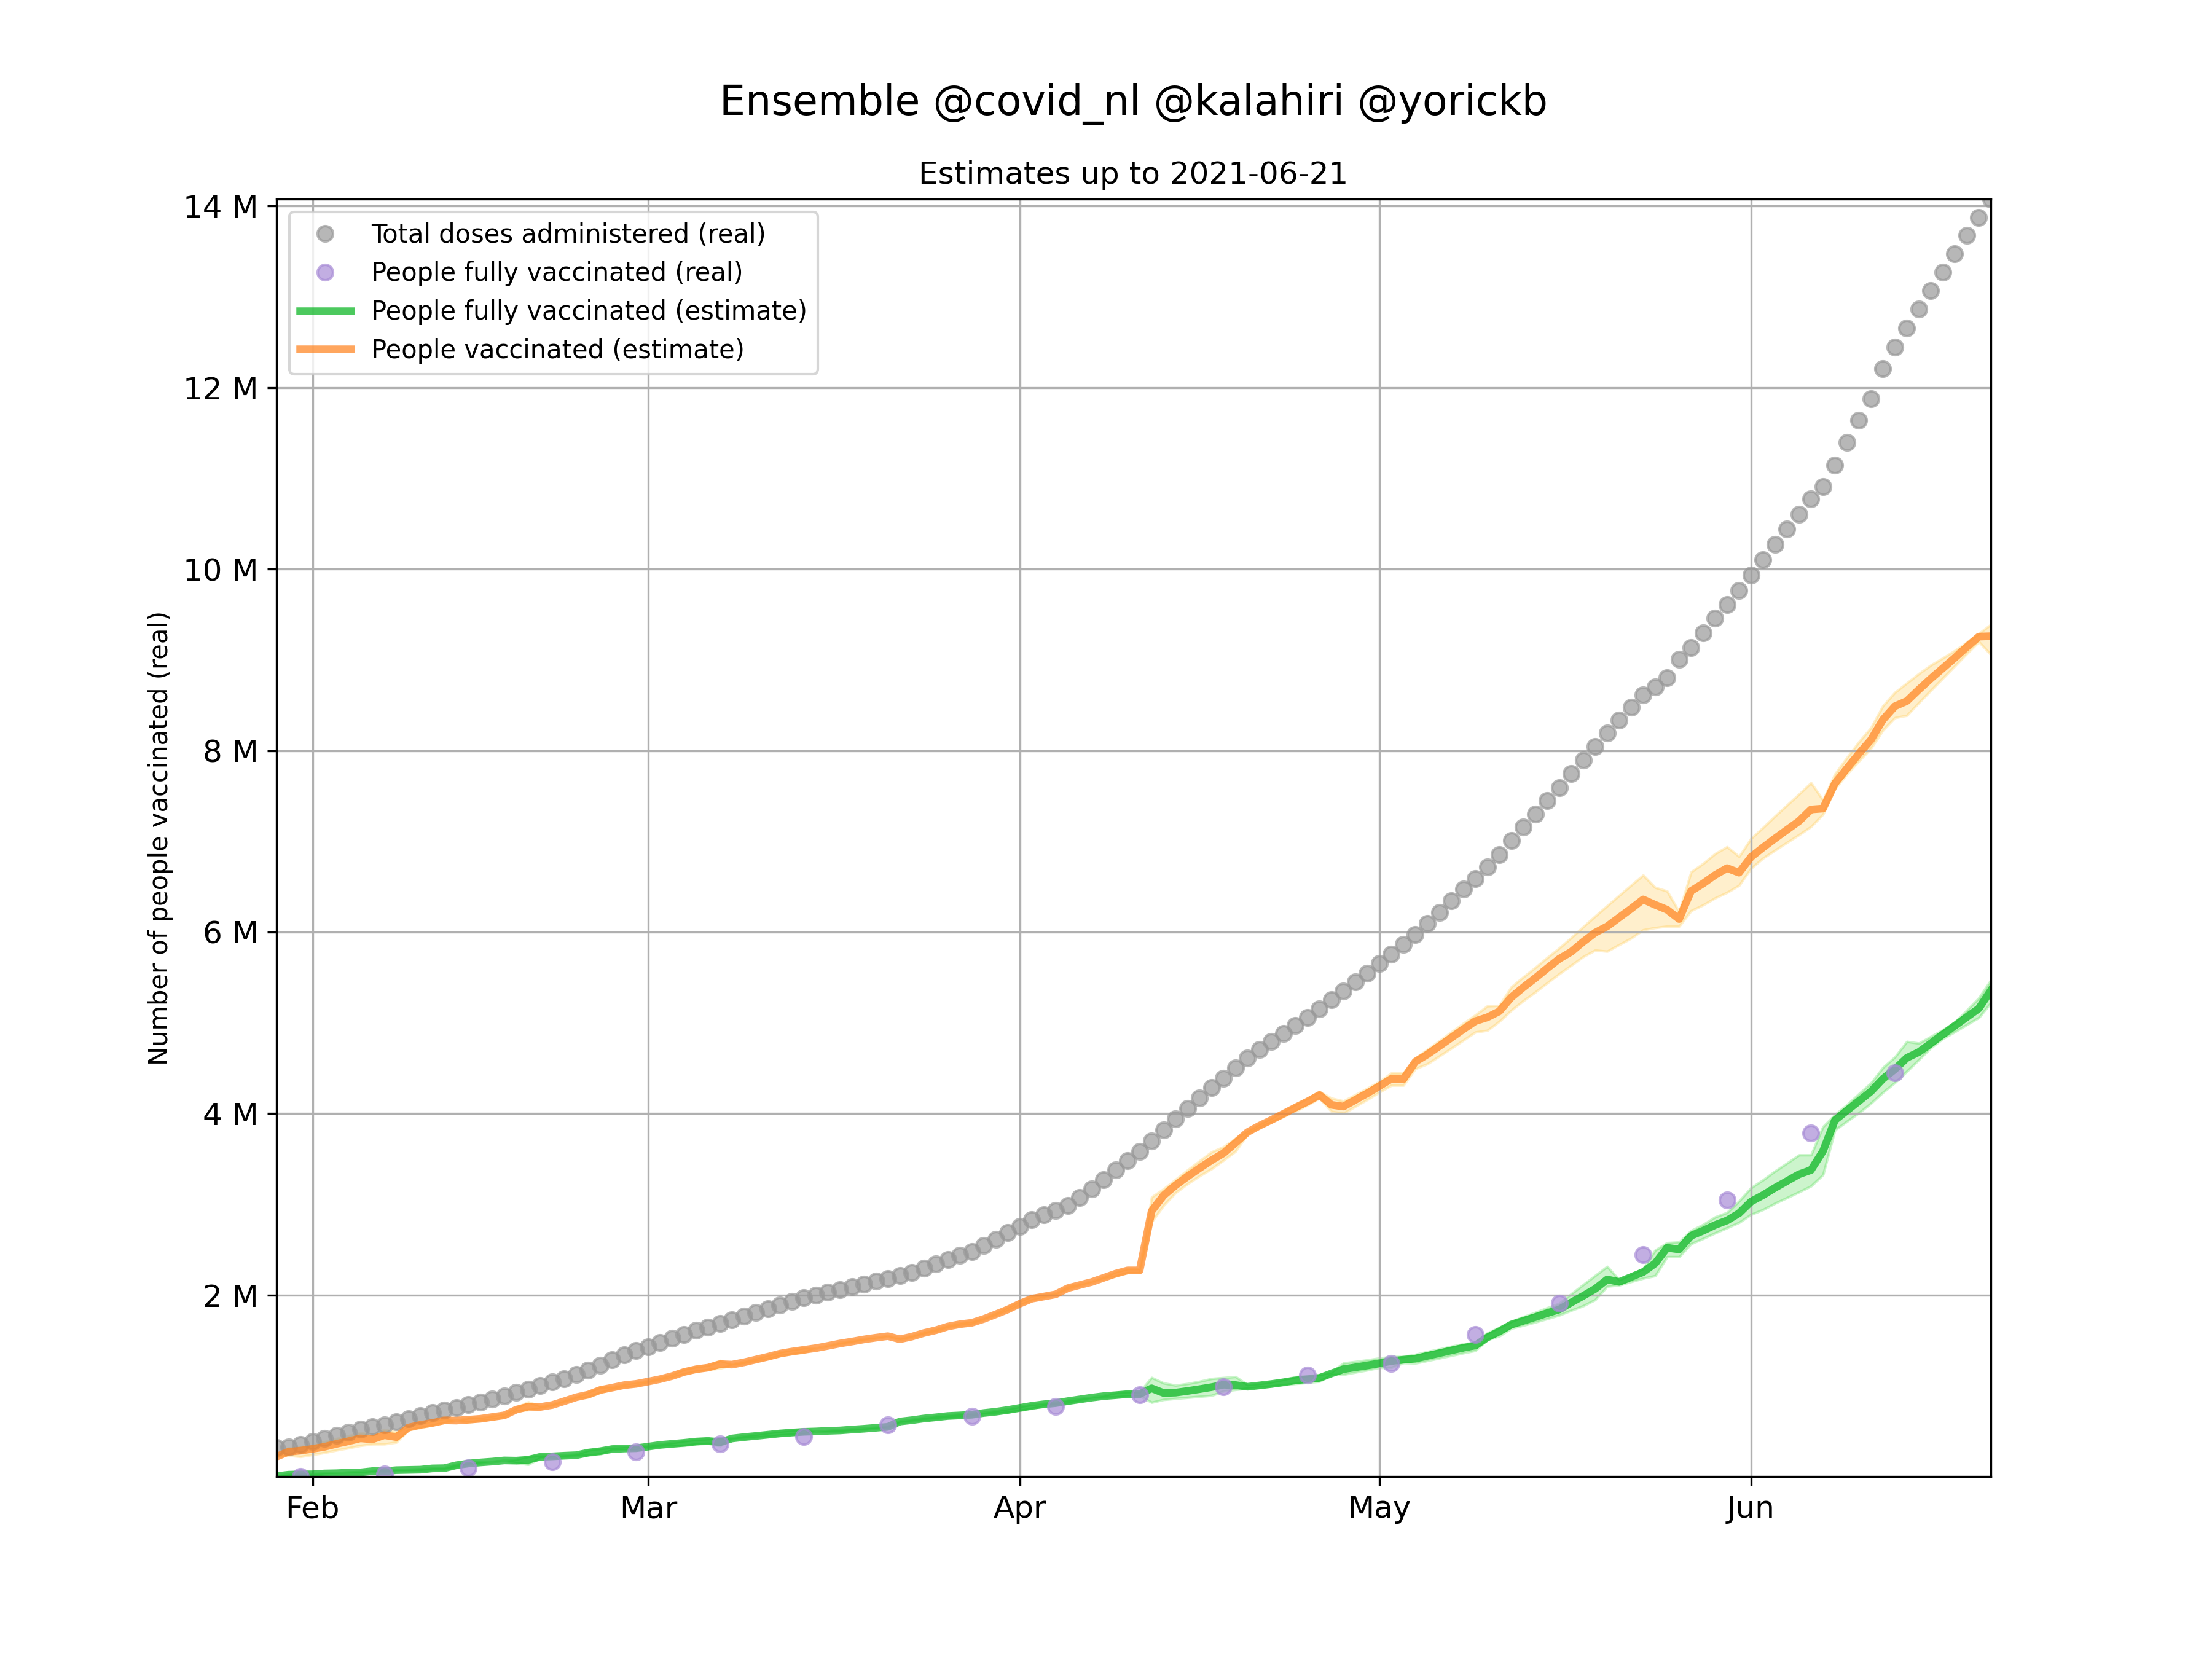 Ensemble @covid_nl @kalahiri @yorickb
Estimates up to 2021-06-21
14 M
12 M
10 M
8 M
6 M
4 M
2 M
Number of people vaccinated (real)
Total doses administered (real)
People fully vaccinated (real)
People fully vaccinated (estimate)
People vaccinated (estimate)
Feb
Mar
Apr
May
Jun